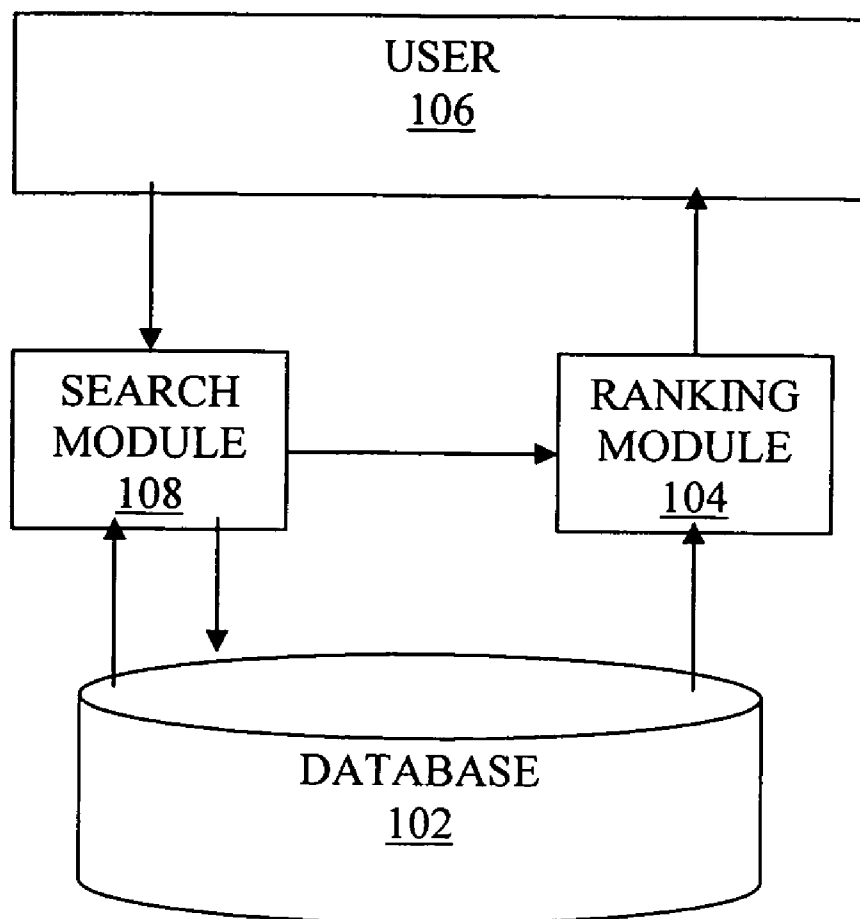 USER
106
SEARCH
MODULE
108
RANKING
MODULE
104
DATABASE
102